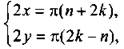 2x = π(n + 2k),
2y = π(2k − n),